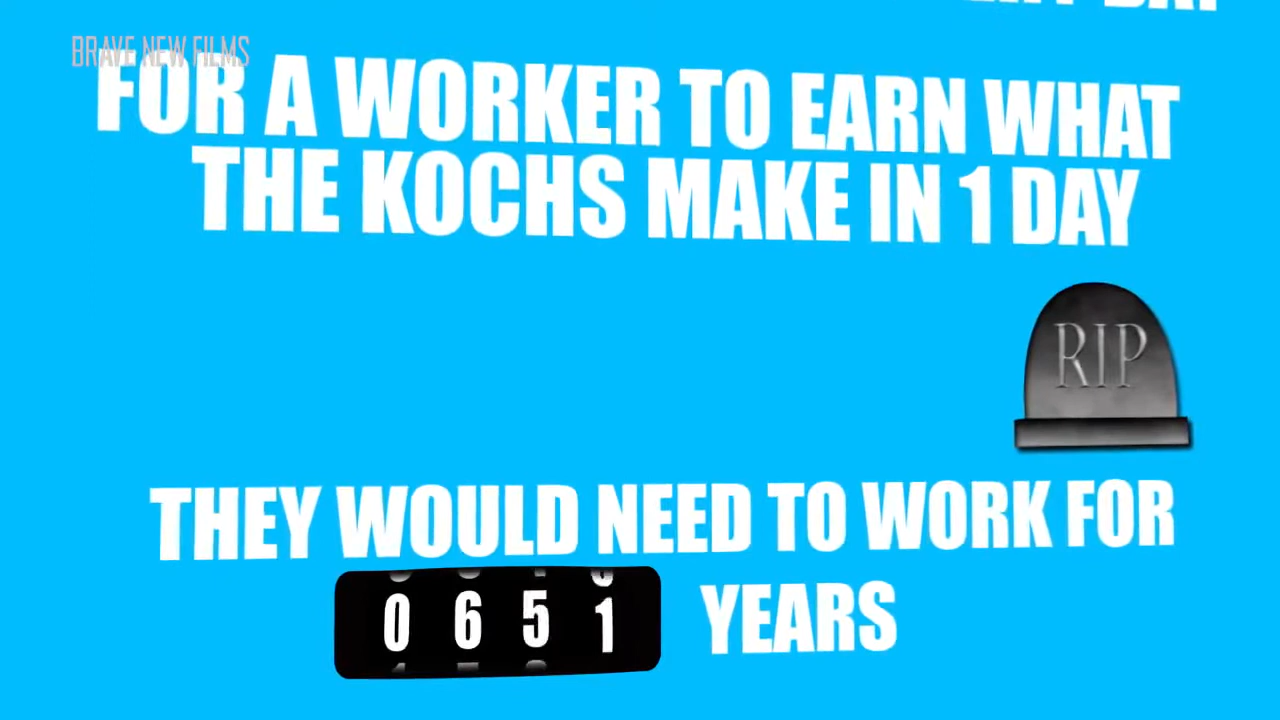 BRAVE NEW FILMS
FOR A WORKER TO EARN WHAT
THE KOCHS MAKE IN 1 DAY
RIP
THEY WOULD NEED TO WORK FOR
0651 YEARS